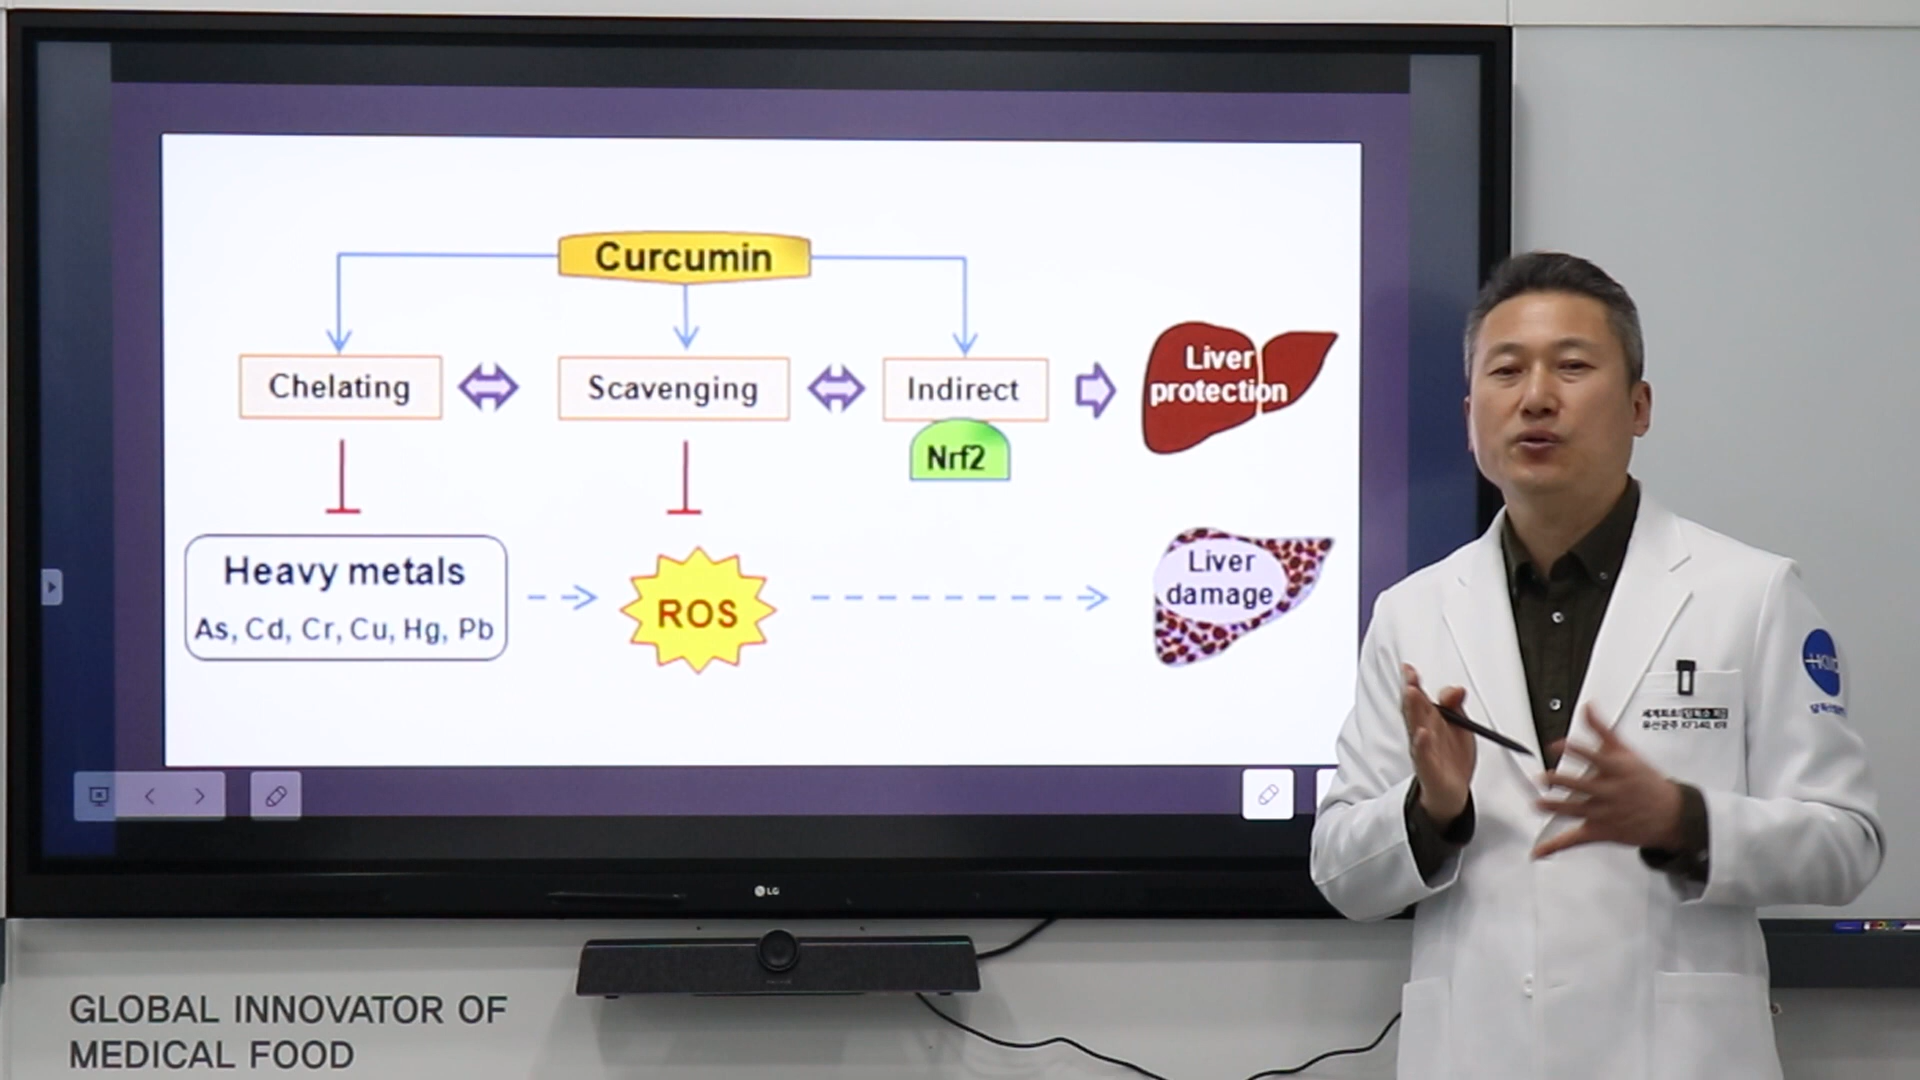 Curcumin
Chelating
Scavenging
Indirect
Nrf2
Liver
protection
Heavy metals
As, Cd, Cr, Cu, Hg, Pb
ROS
Liver
damage
LG
GLOBAL INNOVATOR OF
MEDICAL FOOD